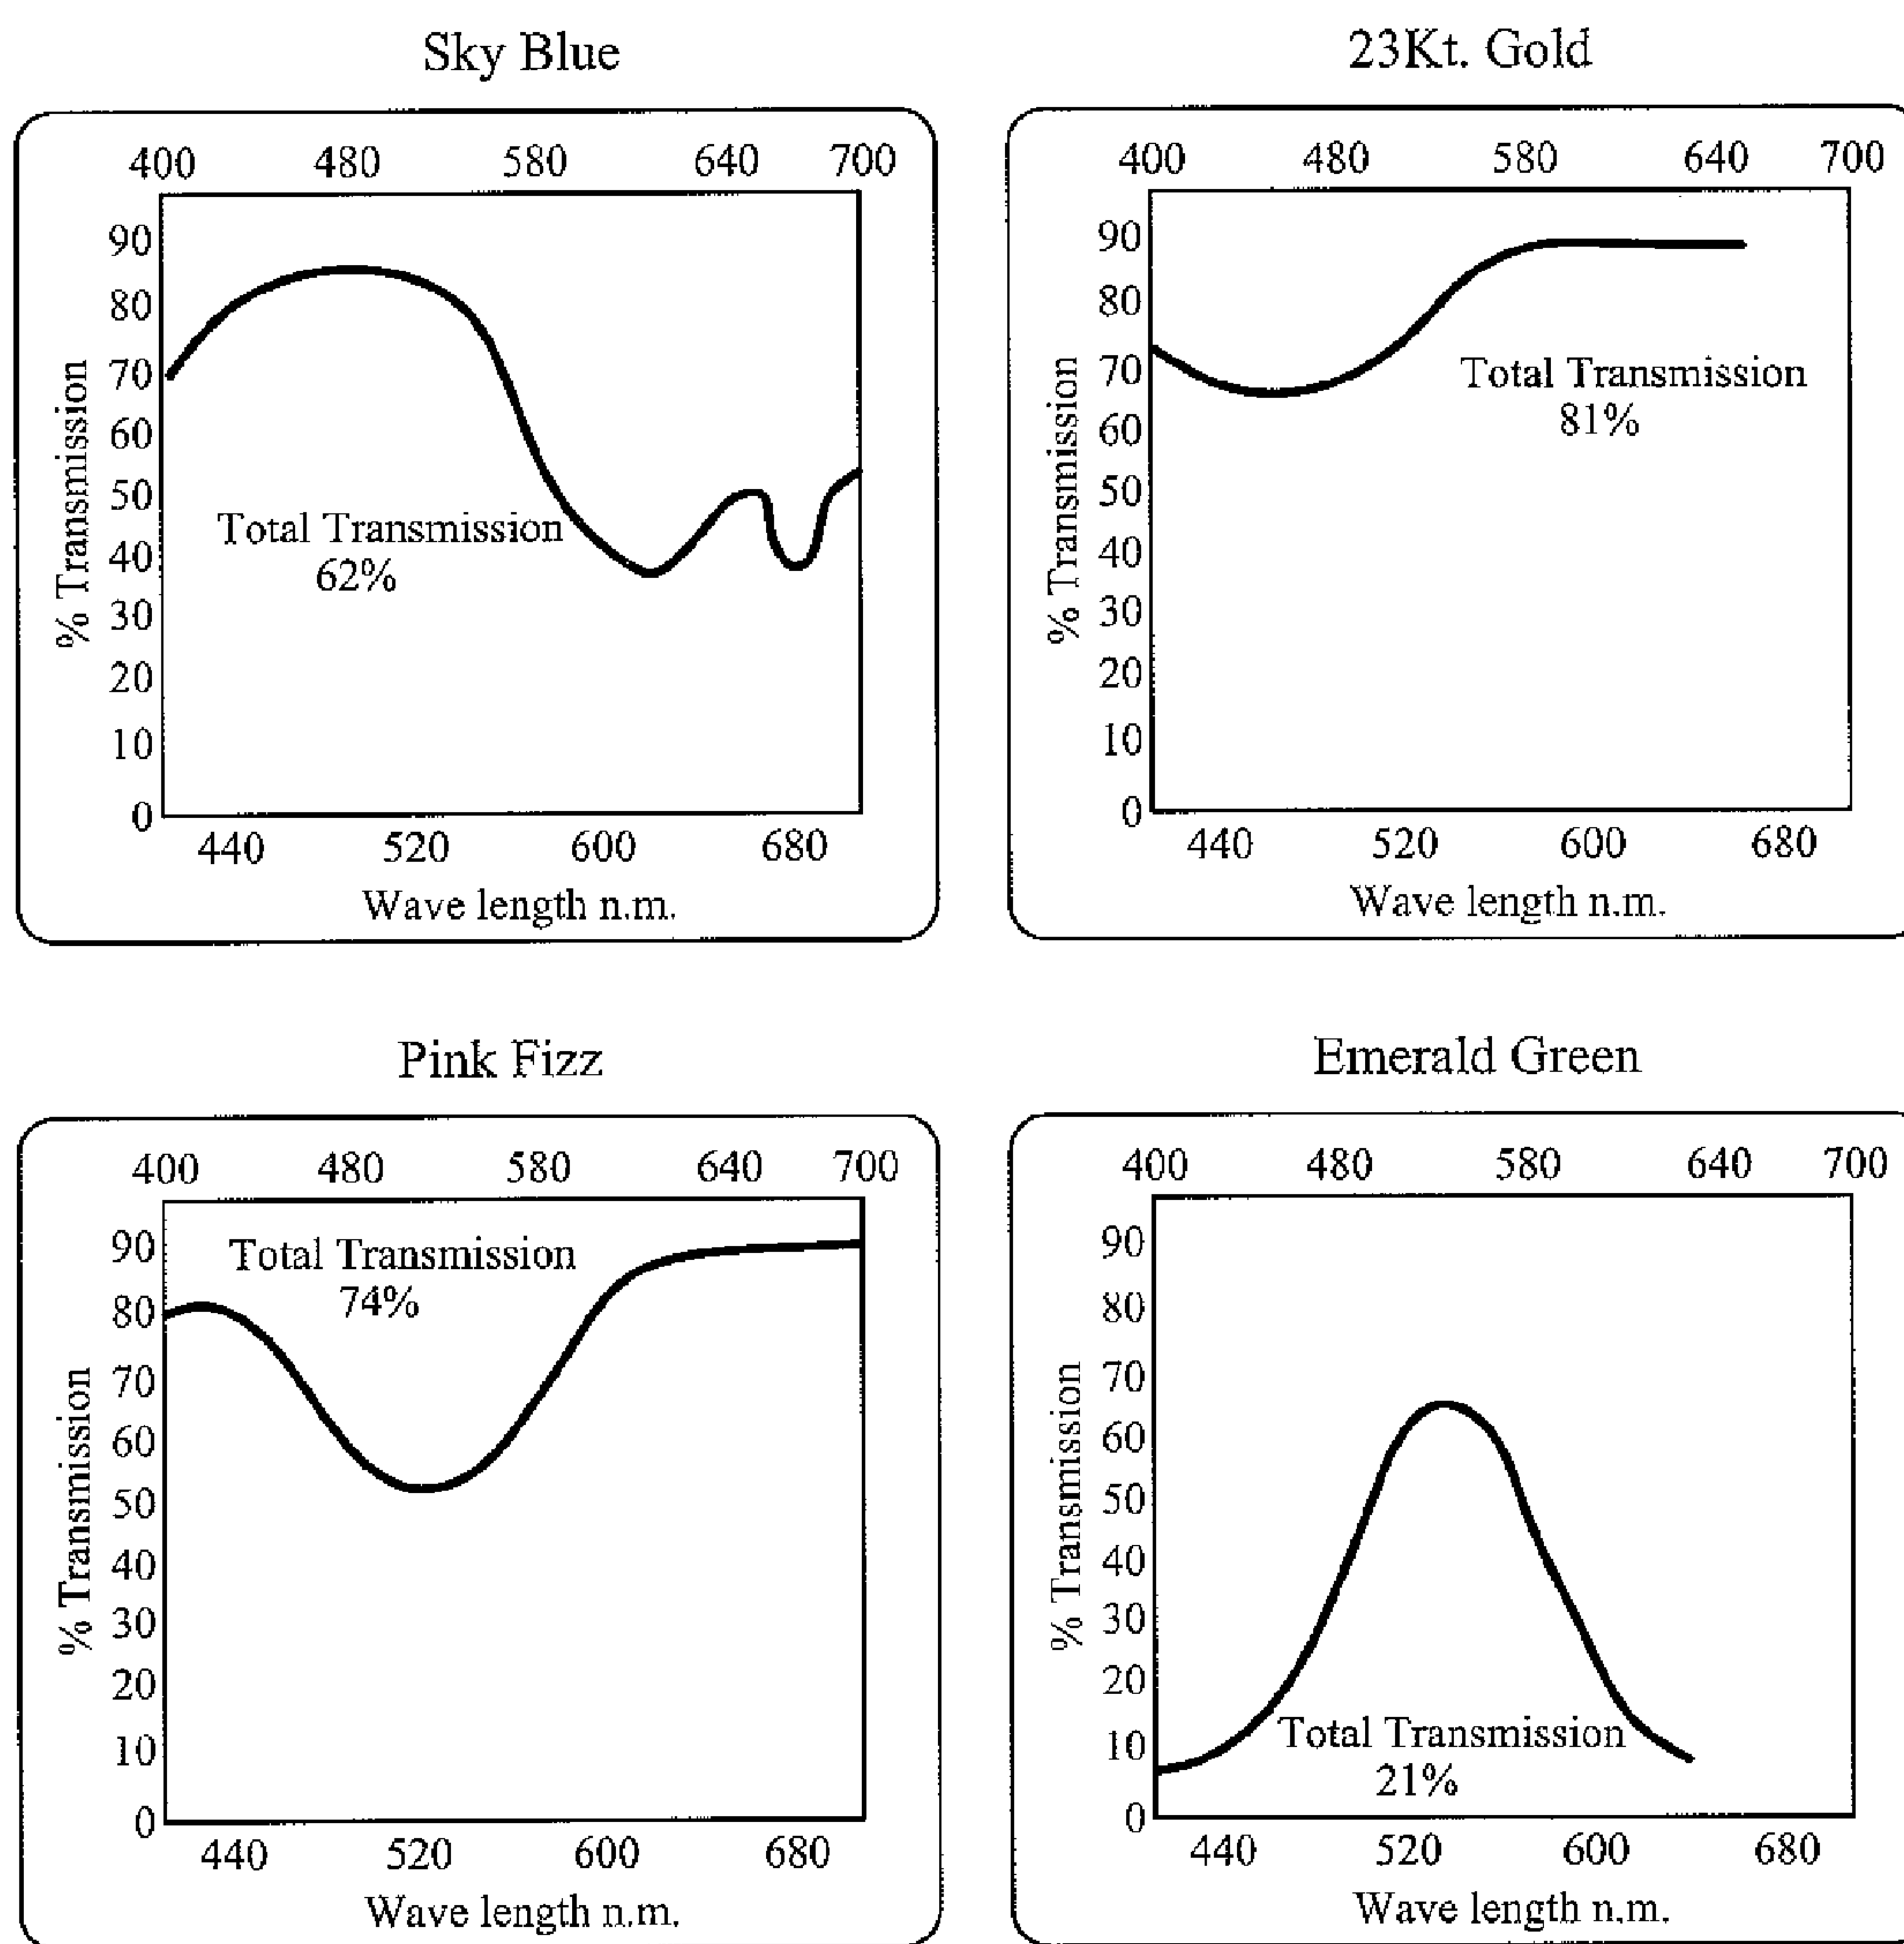 Sky Blue
400 480 580 640 700
90
80
70
60
50
40
30
20
10
0
% Transmission
Total Transmission
62%
440 520 600 680
Wave length n.m.
23Kt. Gold
400 480 580 640 700
90
80
70
60
50
40
30
20
10
0
% Transmission
Total Transmission
81%
440 520 600 680
Wave length n.m.
Pink Fizz
400 480 580 640 700
90
80
70
60
50
40
30
20
10
0
% Transmission
Total Transmission
74%
440 520 600 680
Wave length n.m.
Emerald Green
400 480 580 640 700
90
80
70
60
50
40
30
20
10
0
% Transmission
Total Transmission
21%
440 520 600 680
Wave length n.m.